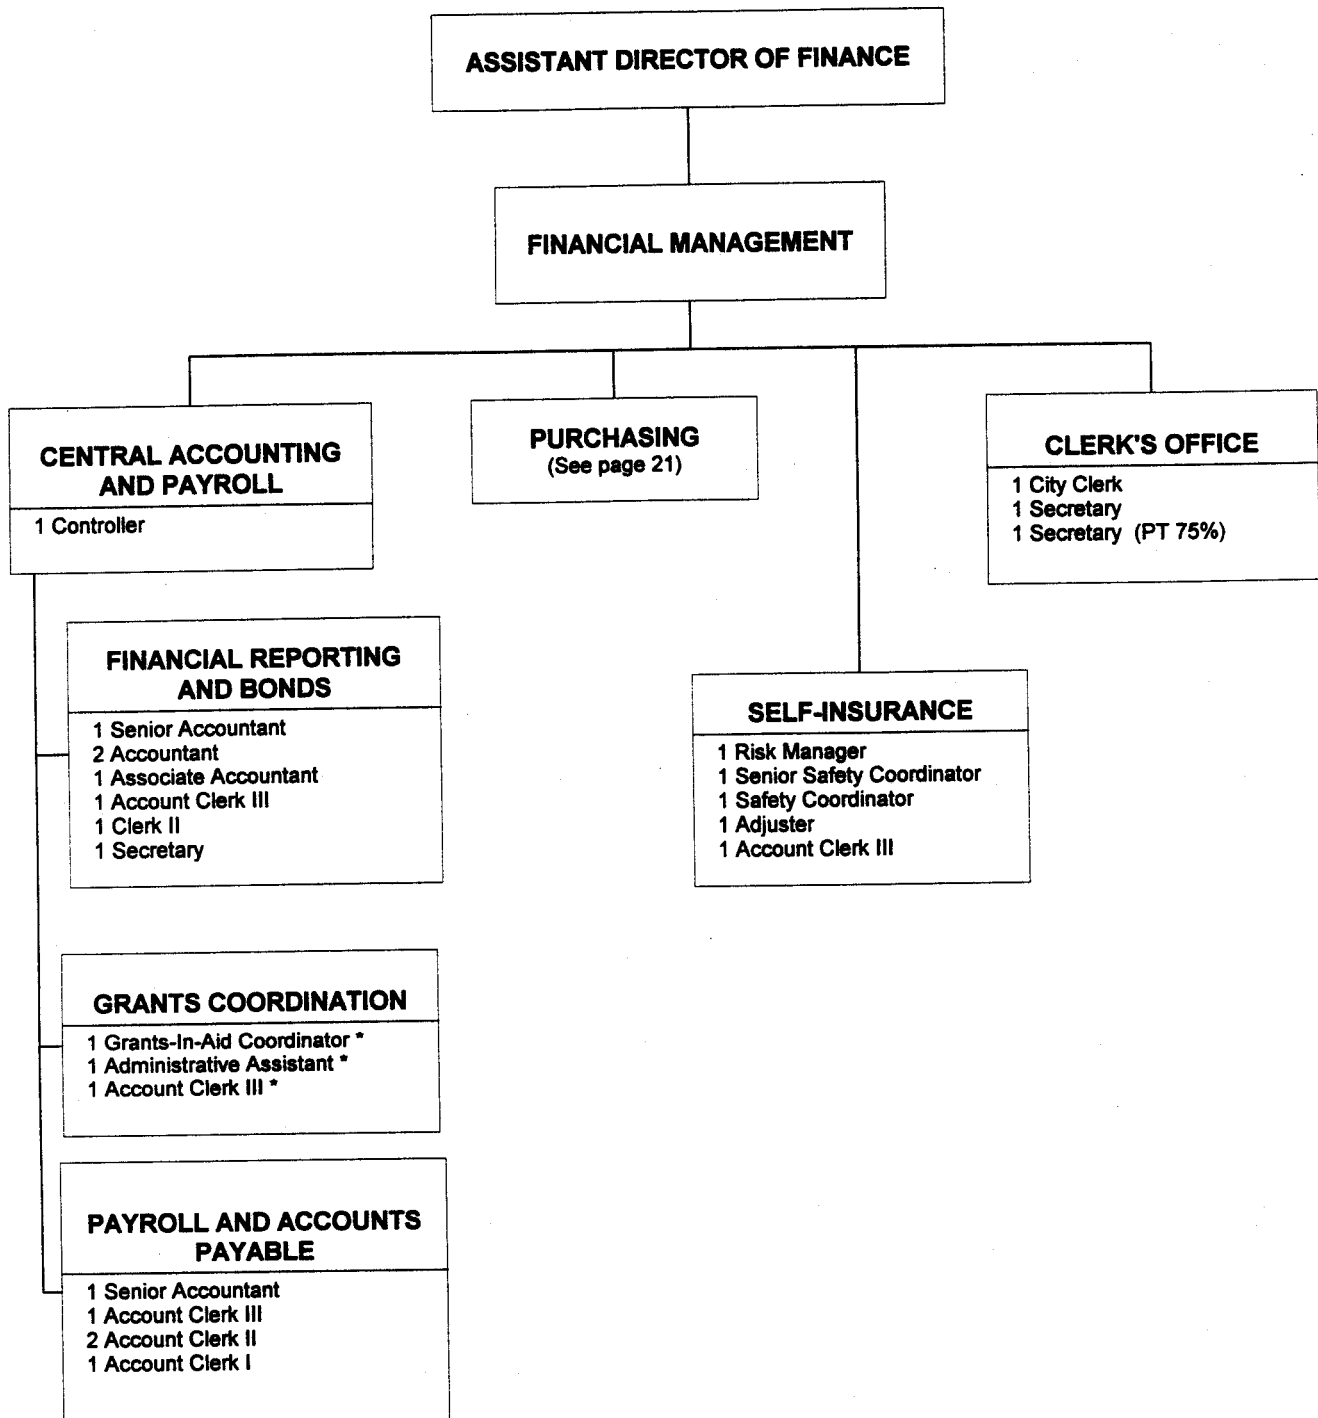 ASSISTANT DIRECTOR OF FINANCE
FINANCIAL MANAGEMENT
CENTRAL ACCOUNTING
AND PAYROLL
1 Controller
PURCHASING
(See page 21)
CLERK'S OFFICE
1 City Clerk
1 Secretary
1 Secretary (PT 75%)
FINANCIAL REPORTING
AND BONDS
1 Senior Accountant
2 Accountant
1 Associate Accountant
1 Account Clerk III
1 Clerk II
1 Secretary
SELF-INSURANCE
1 Risk Manager
1 Senior Safety Coordinator
1 Safety Coordinator
1 Adjuster
1 Account Clerk III
GRANTS COORDINATION
1 Grants-In-Aid Coordinator *
1 Administrative Assistant *
1 Account Clerk III *
PAYROLL AND ACCOUNTS
PAYABLE
1 Senior Accountant
1 Account Clerk III
2 Account Clerk II
1 Account Clerk I